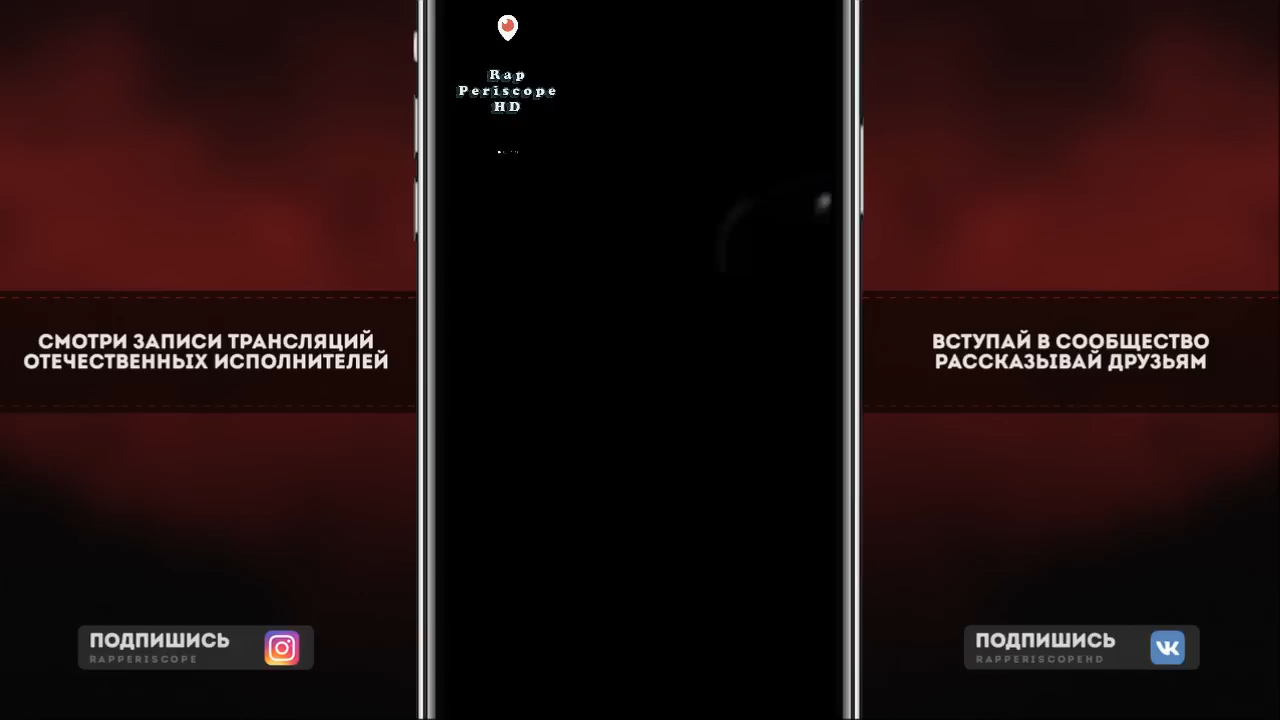 Rap
Periscope
HD
СМОТРИ ЗАПИСИ ТРАНСЛЯЦИЙ
ОТЕЧЕСТВЕННЫХ ИСПОЛНИТЕЛЕЙ
ВСТУПАЙ В СООБЩЕСТВО
РАССКАЗЫВАЙ ДРУЗЬЯМ
ПОДПИШИСЬ
RAPPERISCOPE
ПОДПИШИСЬ
RAPPERISCOPEHD